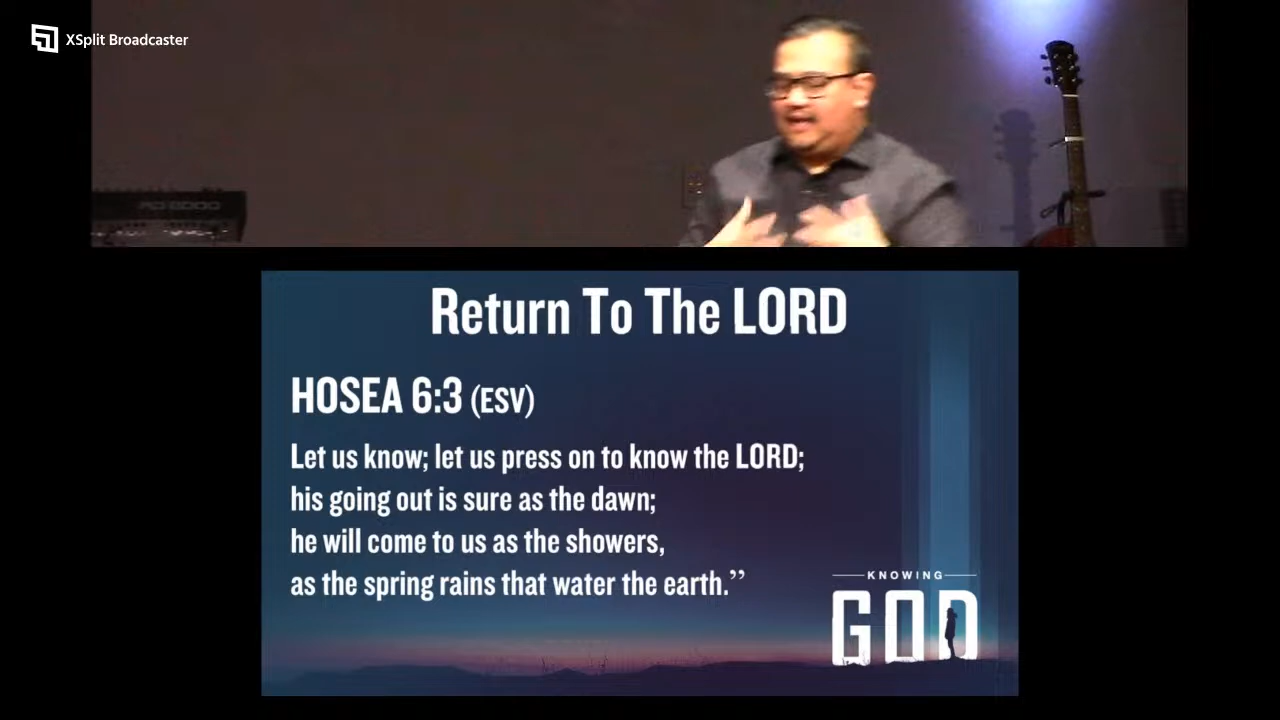 XSplit Broadcaster
Return To The LORD
HOSEA 6:3 (ESV)
Let us know; let us press on to know the LORD;
his going out is sure as the dawn;
he will come to us as the showers,
as the spring rains that water the earth.”
KNOWING
GOD